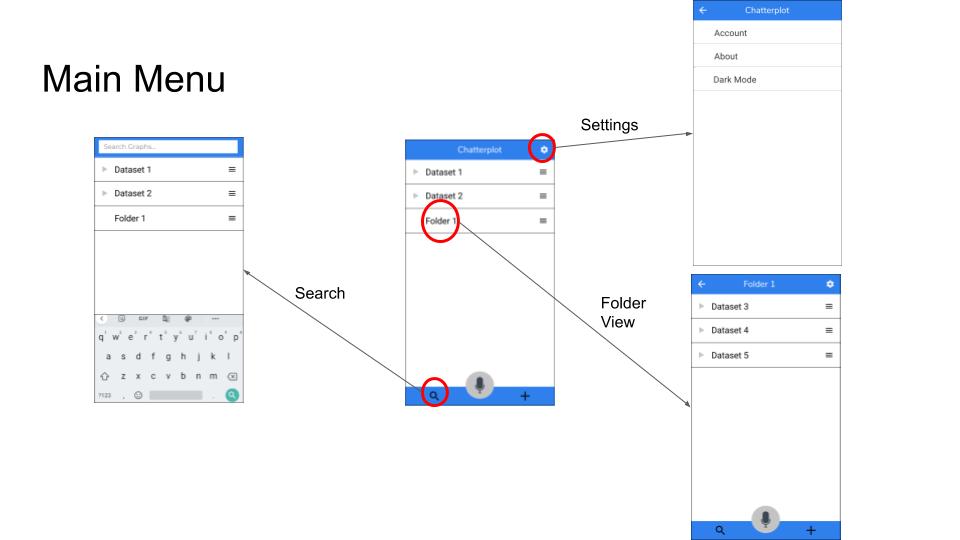 Main Menu
Search Graphs...
Dataset 1
Dataset 2
Folder 1
GIF
q w e r t y u i o p
a s d f g h j k l
z x c v b n m
?123 , .
Search
Chatterplot
Dataset 1
Dataset 2
Folder 1
Settings
Chatterplot
Account
About
Dark Mode
Folder
View
Folder 1
Dataset 3
Dataset 4
Dataset 5